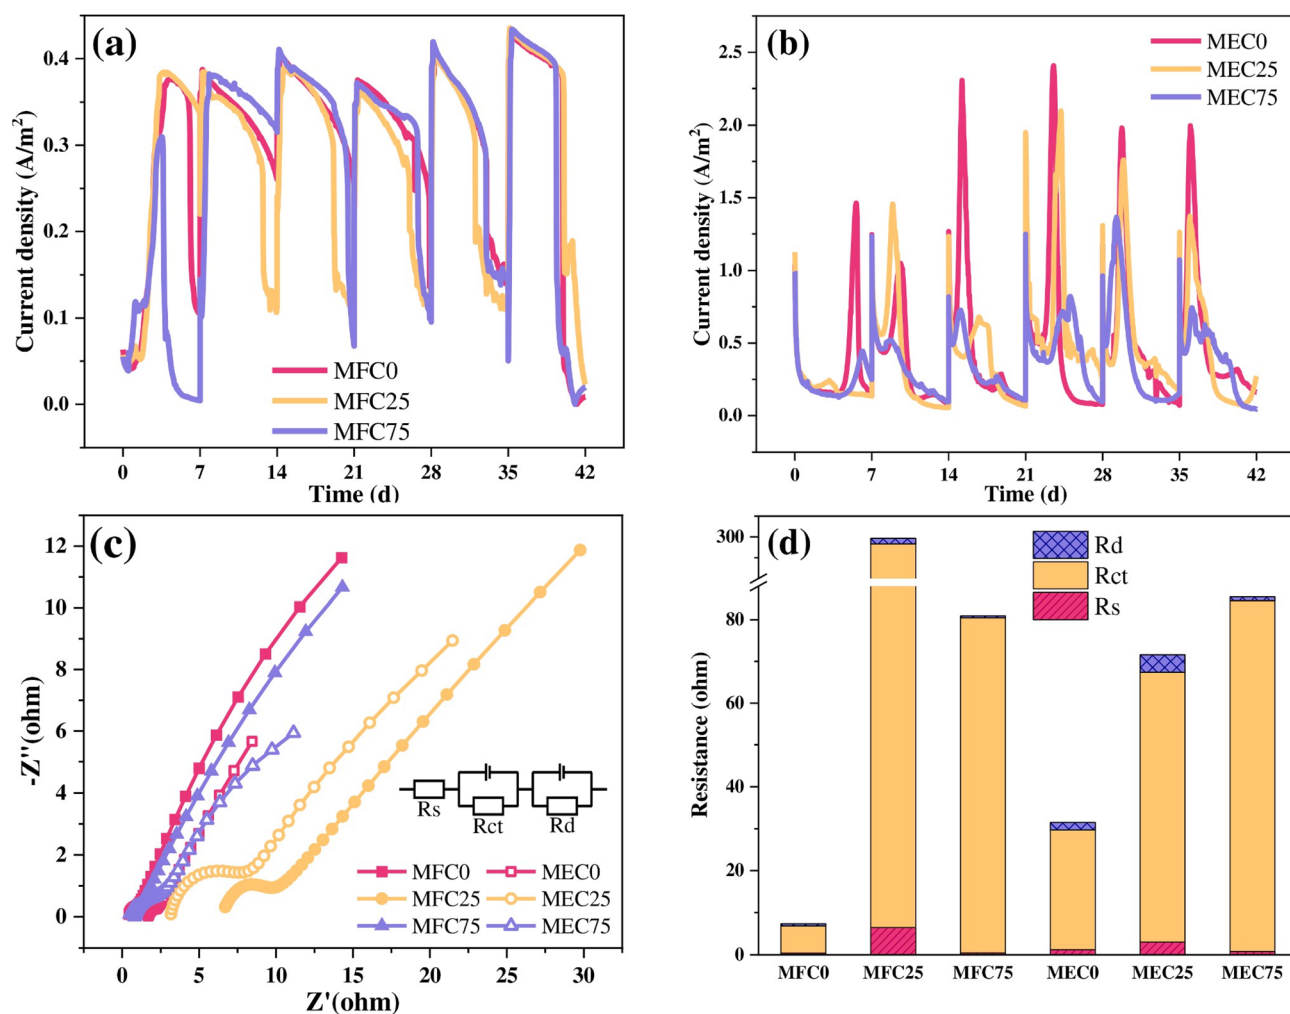 (a)
Current density (A/m²)
0.4
0.3
0.2
0.1
0.0
MFC0
MFC25
MFC75
0 7 14 21 28 35 42
Time (d)
(b)
Current density (A/m²)
2.5
2.0
1.5
1.0
0.5
0.0
MEC0
MEC25
MEC75
0 7 14 21 28 35 42
Time (d)
(c)
-Z''(ohm)
12
10
8
6
4
2
0
Rs
Rct
Rd
MFC0 MEC0
MFC25 MEC25
MFC75 MEC75
0 5 10 15 20 25 30
Z'(ohm)
(d)
Resistance (ohm)
300
80
60
40
20
0
Rd
Rct
Rs
MFC0 MFC25 MFC75 MEC0 MEC25 MEC75